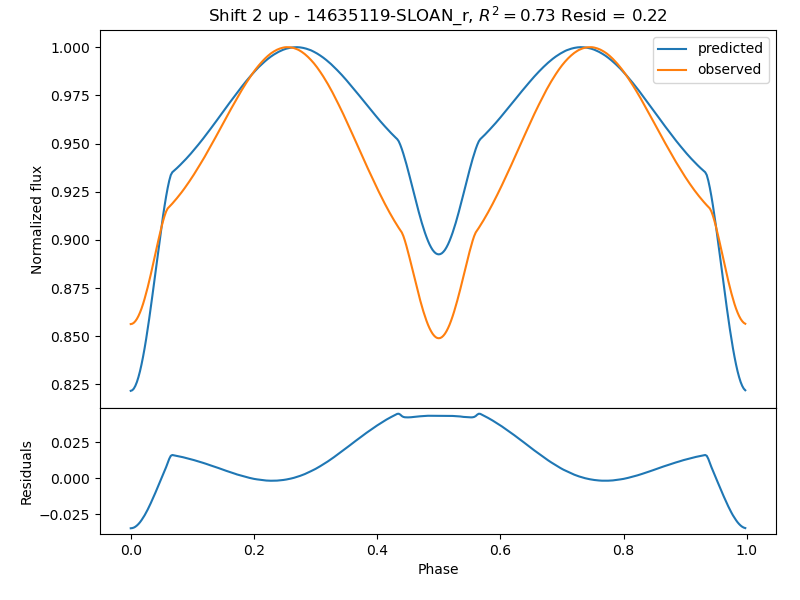 Shift 2 up - 14635119-SLOAN_r, R² = 0.73 Resid = 0.22
predicted
observed
1.000
0.975
0.950
0.925
0.900
0.875
0.850
0.825
Normalized flux
0.025
0.000
−0.025
Residuals
0.0 0.2 0.4 0.6 0.8 1.0
Phase